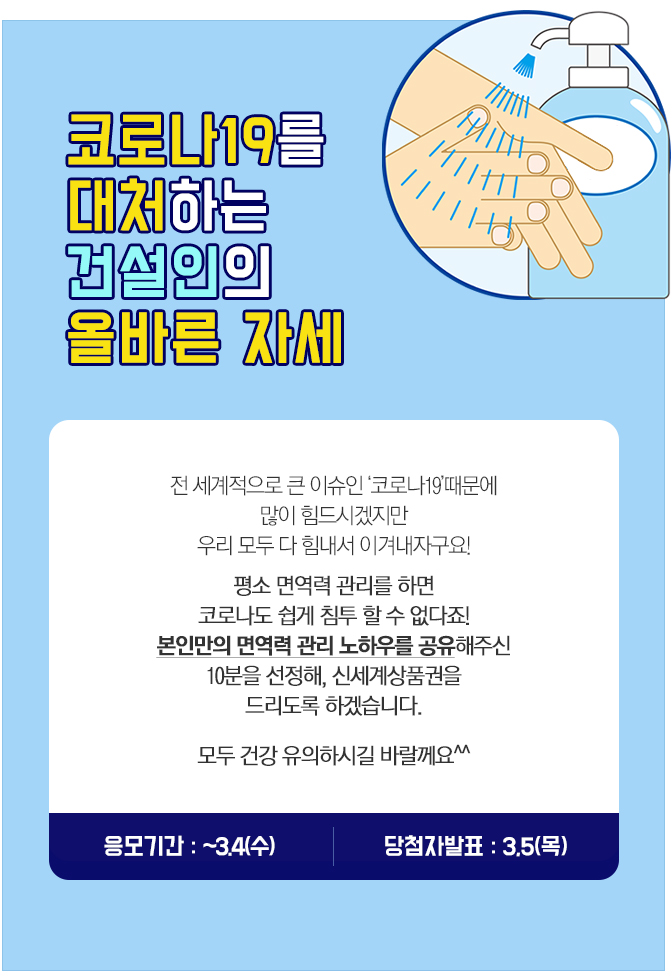 코로나19를
대처하는
건설인의
올바른 자세
전 세계적으로 큰 이슈인 ‘코로나19’때문에
많이 힘드시겠지만
우리 모두 다 힘내서 이겨내자구요!
평소 면역력 관리를 하면
코로나도 쉽게 침투 할 수 없다죠!
본인만의 면역력 관리 노하우를 공유해주신
10분을 선정해, 신세계상품권을
드리도록 하겠습니다.
모두 건강 유의하시길 바랄께요^^
응모기간 : ~3.4(수)
당첨자발표 : 3.5(목)